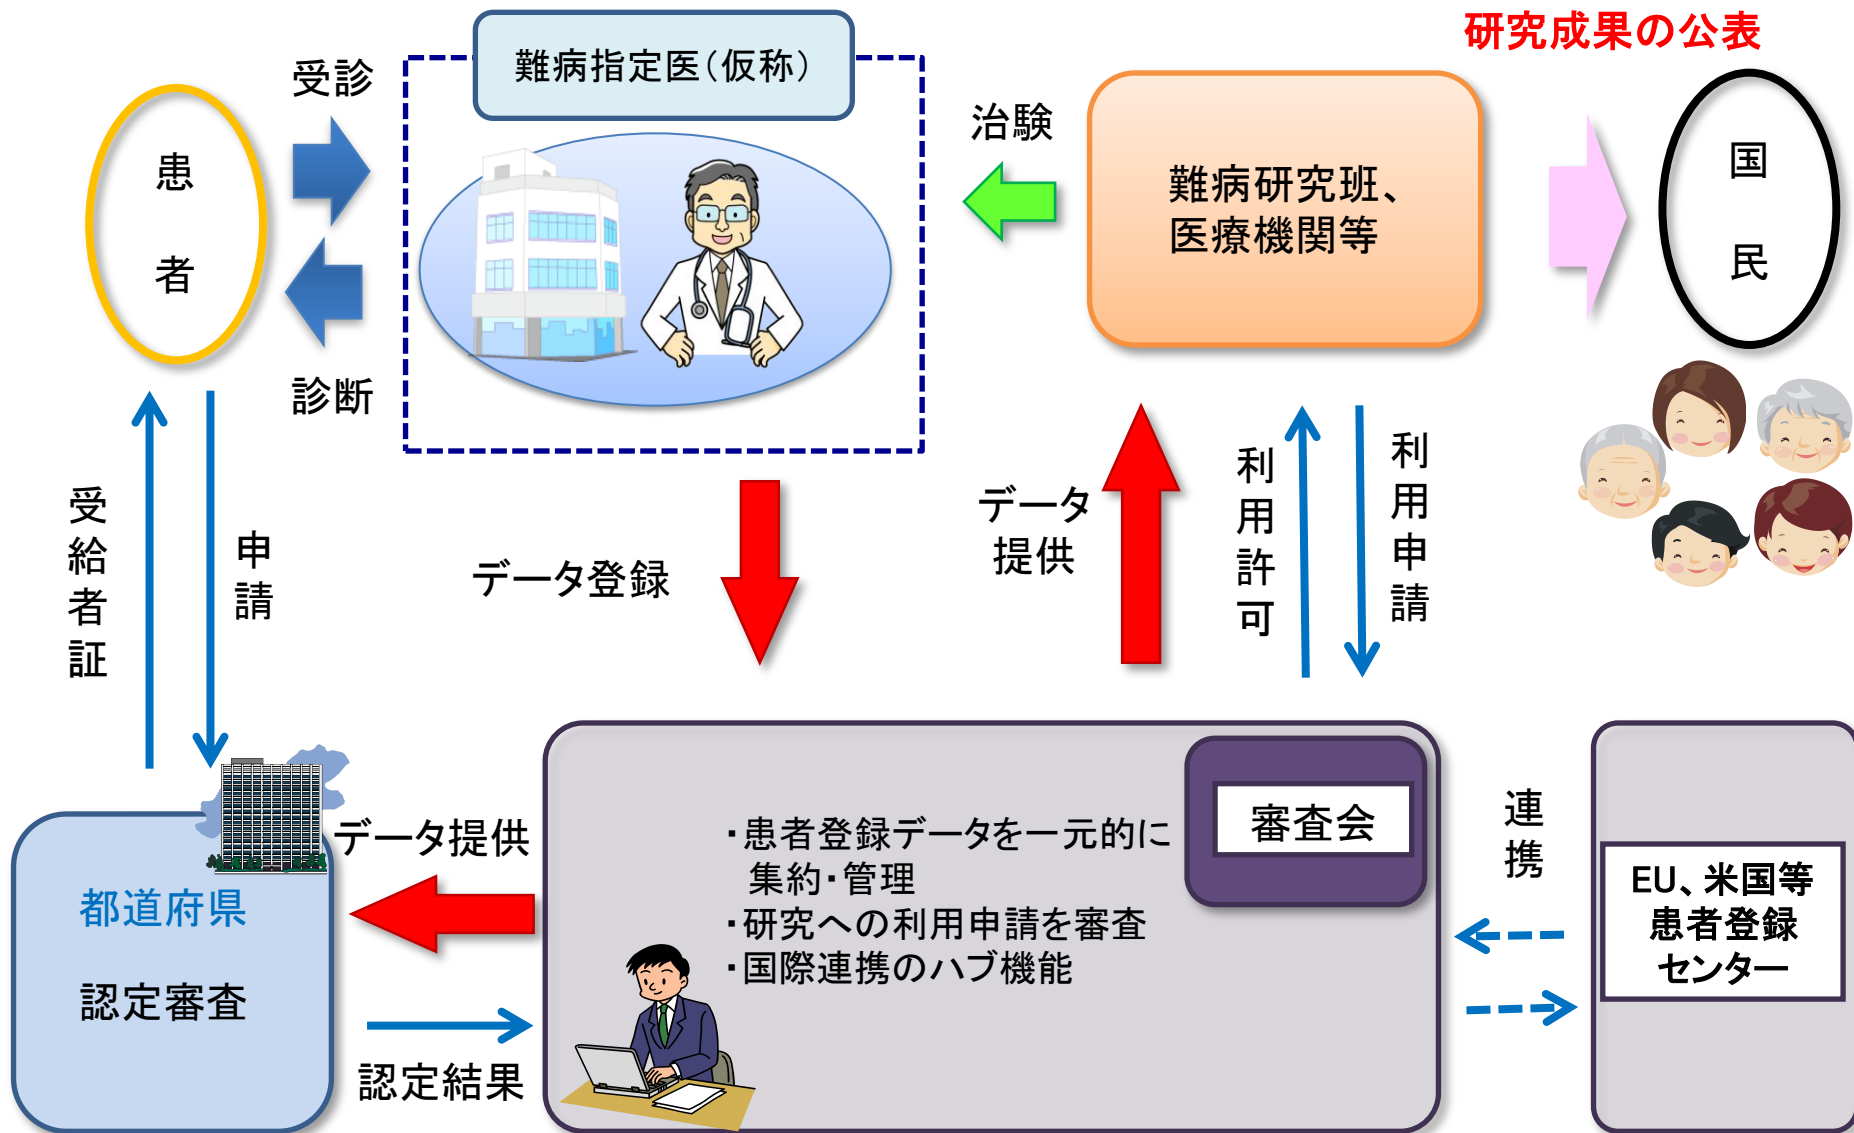 研究成果の公表
難病指定医（仮称）
受診
患
者
診断
治験
難病研究班、
医療機関等
国
民
受給者証
申請
データ登録
データ
提供
利用許可
利用申請
都道府県
認定審査
データ提供
認定結果
・患者登録データを一元的に
集約・管理
・研究への利用申請を審査
・国際連携のハブ機能
審査会
連携
EU、米国等
患者登録
センター